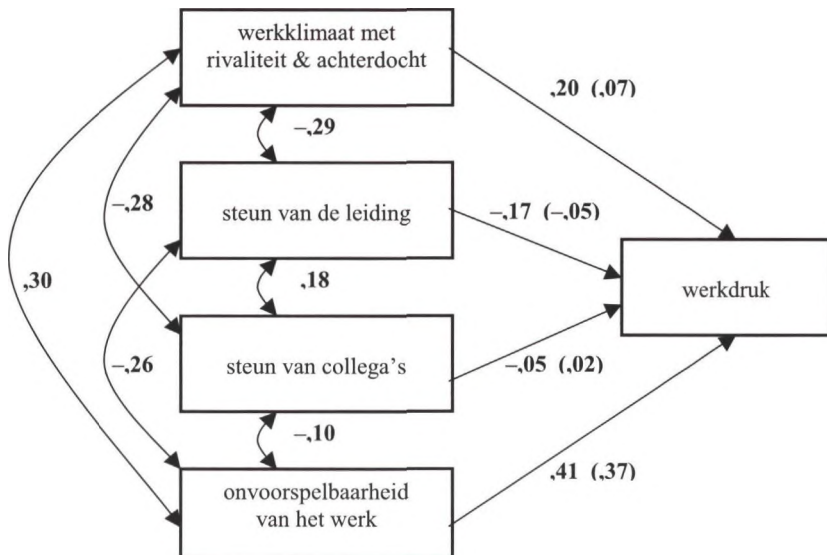 werkklimaat met
rivaliteit & achterdocht
,20 (,07)
–,29
–,28
steun van de leiding
–,17 (–,05)
,30
,18
werkdruk
–,26
steun van collega's
–,05 (,02)
–,10
,41 (,37)
onvoorspelbaarheid
van het werk